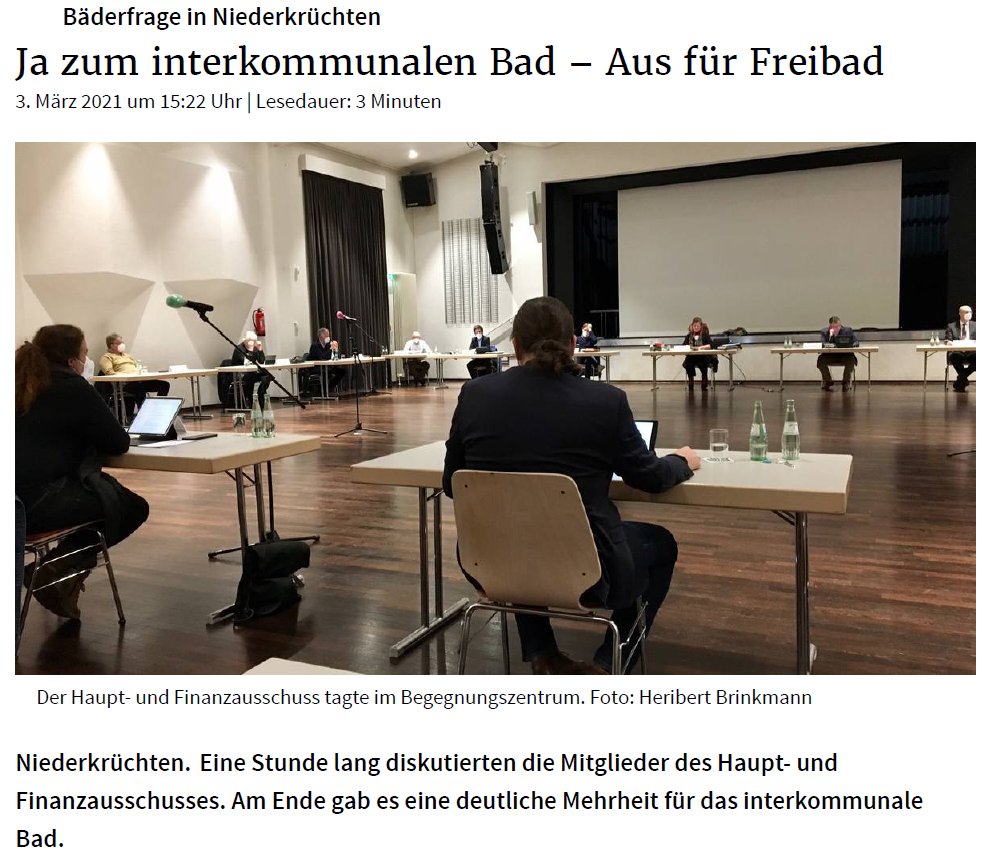 Bäderfrage in Niederkrüchten
Ja zum interkommunalen Bad – Aus für Freibad
3. März 2021 um 15:22 Uhr | Lesedauer: 3 Minuten
Der Haupt- und Finanzausschuss tagte im Begegnungszentrum. Foto: Heribert Brinkmann
Niederkrüchten. Eine Stunde lang diskutierten die Mitglieder des Haupt- und
Finanzausschusses. Am Ende gab es eine deutliche Mehrheit für das interkommunale
Bad.